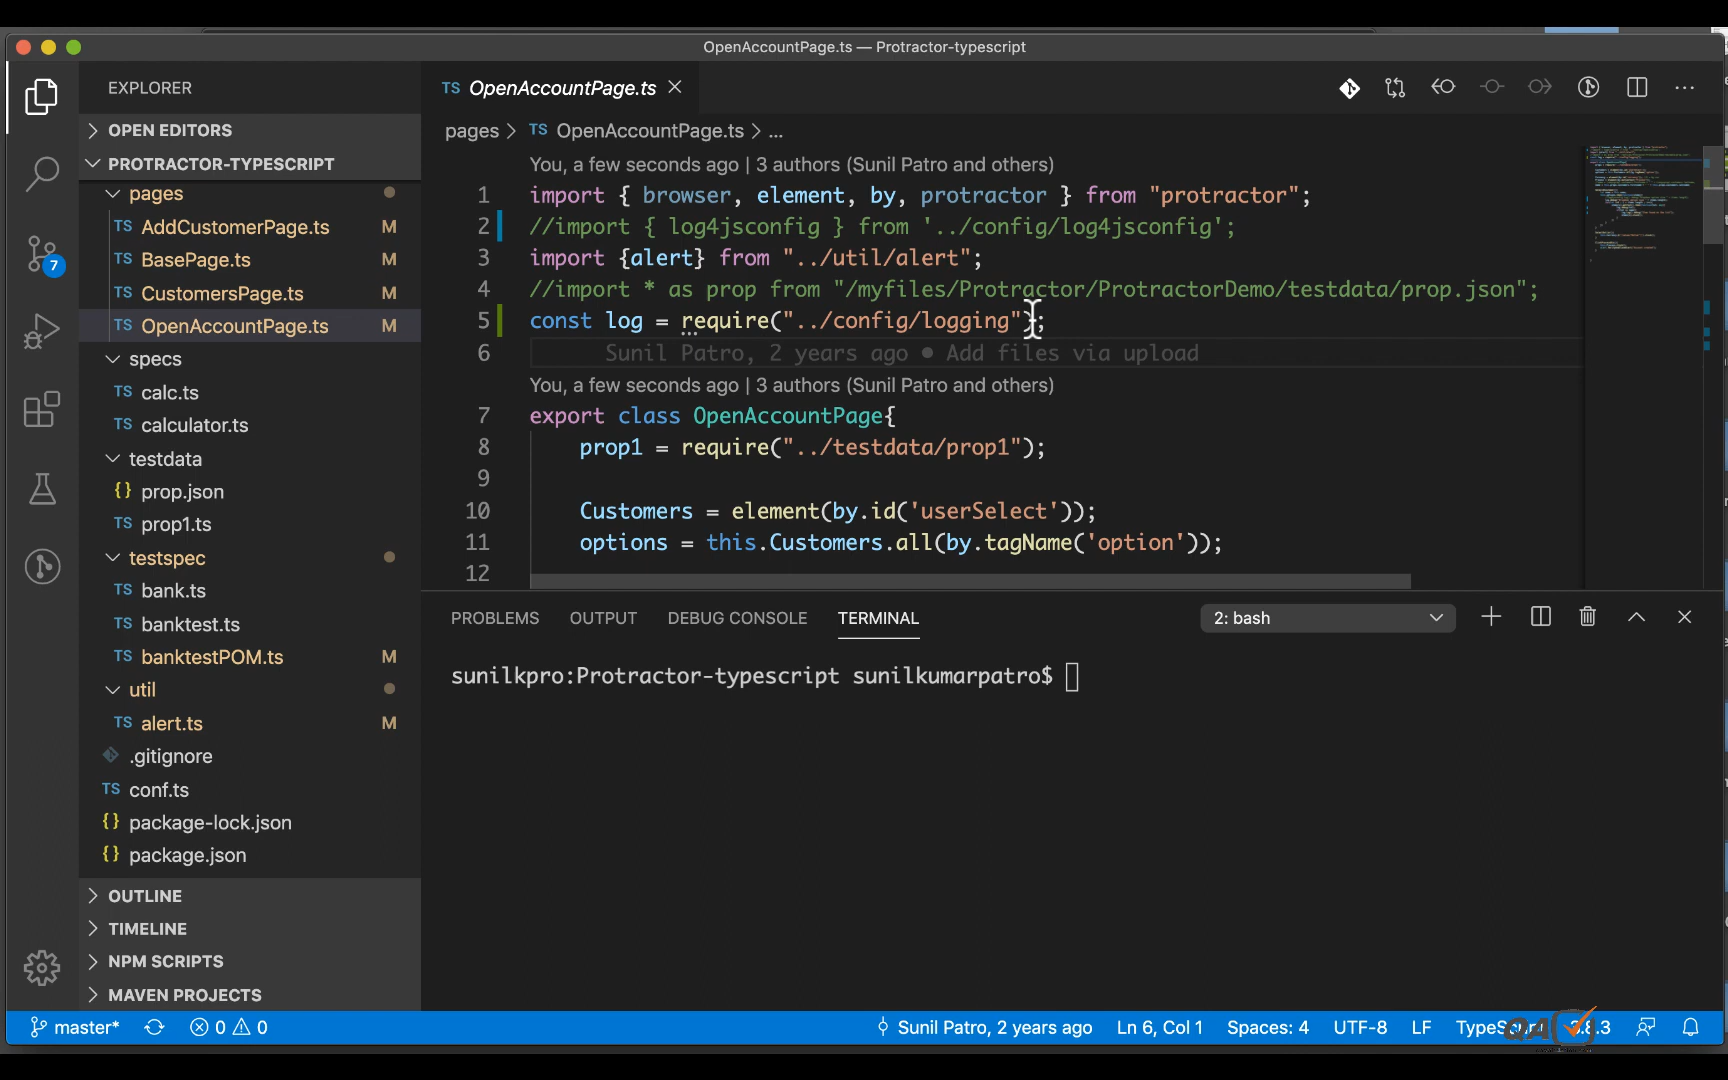 OpenAccountPage.ts — Protractor-typescript
EXPLORER
OPEN EDITORS
PROTRACTOR-TYPESCRIPT
pages
TS AddCustomerPage.ts M
TS BasePage.ts M
TS CustomersPage.ts M
TS OpenAccountPage.ts M
specs
TS calc.ts
TS calculator.ts
testdata
{} prop.json
TS prop1.ts
testspec
TS bank.ts
TS banktest.ts
TS banktestPOM.ts M
util
TS alert.ts M
.gitignore
TS conf.ts
{} package-lock.json
{} package.json
OUTLINE
TIMELINE
NPM SCRIPTS
MAVEN PROJECTS
7
TS OpenAccountPage.ts
pages > TS OpenAccountPage.ts > ...
You, a few seconds ago | 3 authors (Sunil Patro and others)
1 import { browser, element, by, protractor } from "protractor";
2 //import { log4jsconfig } from '../config/log4jsconfig';
3 import {alert} from "../util/alert";
4 //import * as prop from "/myfiles/Protractor/ProtractorDemo/testdata/prop.json";
5 const log = require("../config/logging");
6 Sunil Patro, 2 years ago • Add files via upload
You, a few seconds ago | 3 authors (Sunil Patro and others)
7 export class OpenAccountPage{
8 prop1 = require("../testdata/prop1");
9
10 Customers = element(by.id('userSelect'));
11 options = this.Customers.all(by.tagName('option'));
12
PROBLEMS OUTPUT DEBUG CONSOLE TERMINAL 2: bash
sunilkpro:Protractor-typescript sunilkumarpatro$
master* 0 0 Sunil Patro, 2 years ago Ln 6, Col 1 Spaces: 4 UTF-8 LF
QA